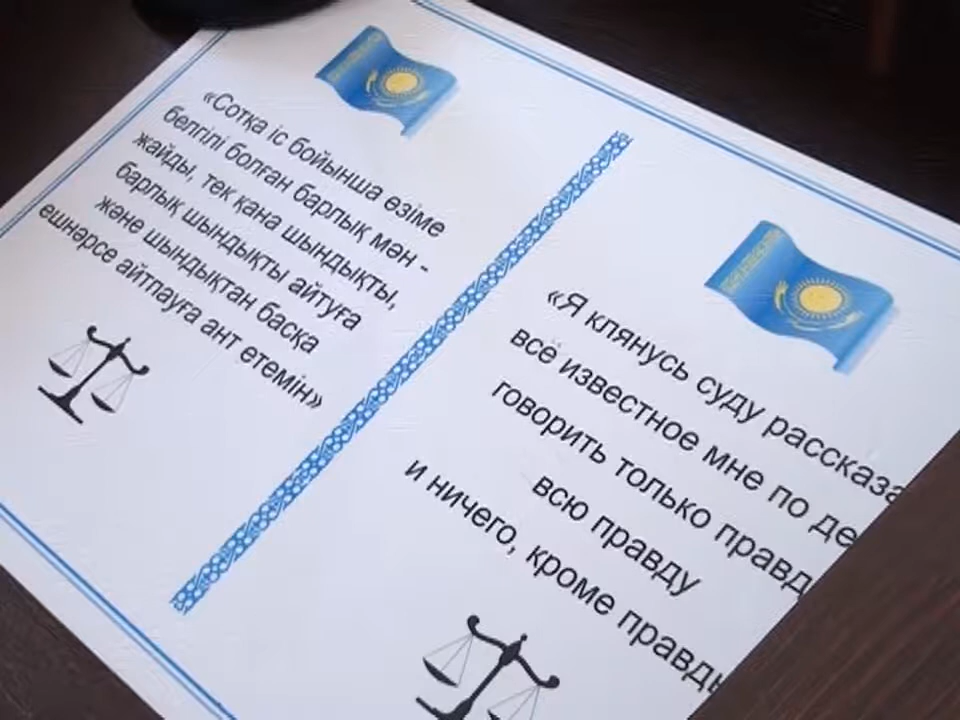 «Сотқа іс бойынша өзіме
белгілі болған барлық мән -
жайды, тек қана шындықты,
барлық шындықты айтуға
және шындықтан басқа
ешнәрсе айтпауға ант етемін»
«Я клянусь суду рассказа
всё известное мне по де
говорить только правд
всю правду
и ничего, кроме правды